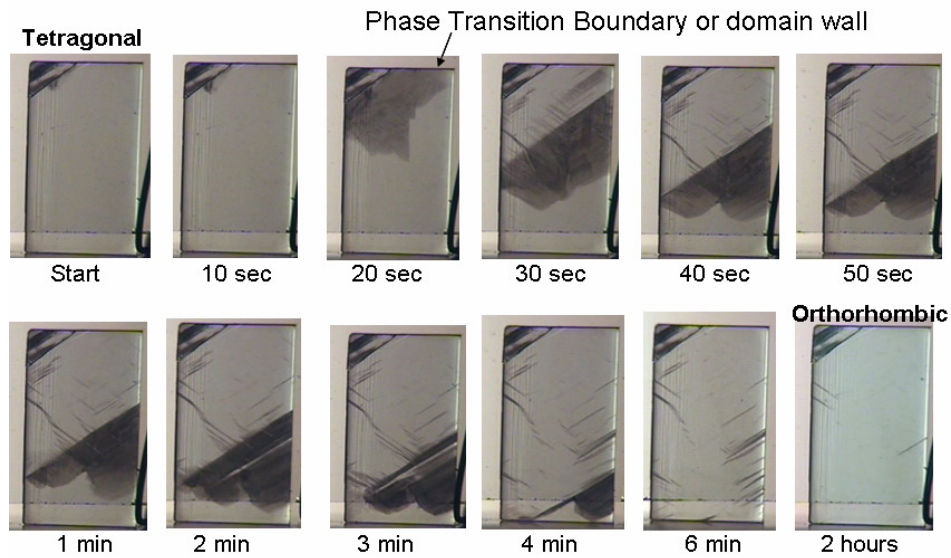 Phase Transition Boundary or domain wall
Tetragonal
Start
10 sec
20 sec
30 sec
40 sec
50 sec
Orthorhombic
1 min
2 min
3 min
4 min
6 min
2 hours